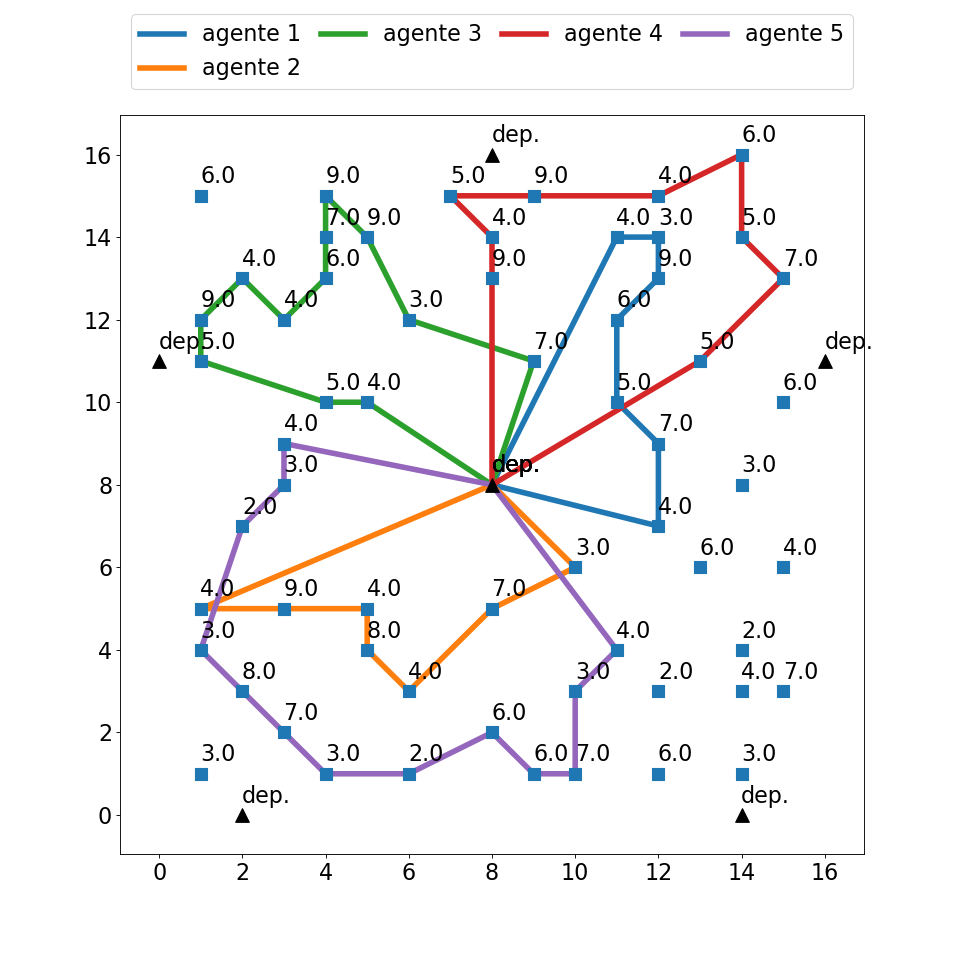 agente 1 agente 3 agente 4 agente 5
agente 2
dep. 6.0
6.0 9.0 5.0 9.0 4.0
7.0 9.0 4.0 4.0 3.0 5.0
4.0 6.0 9.0 9.0 7.0
9.0 4.0 3.0 6.0
dep. 5.0 7.0 5.0 dep.
5.0 4.0 5.0 6.0
4.0 7.0
3.0 dep. 3.0
2.0 4.0
3.0 6.0 4.0
4.0 9.0 4.0 7.0
3.0 8.0 4.0 2.0
8.0 4.0 3.0 2.0 4.0 7.0
7.0 6.0
3.0 3.0 2.0 6.0 7.0 6.0 3.0
dep. dep.
16
14
12
10
8
6
4
2
0
0 2 4 6 8 10 12 14 16